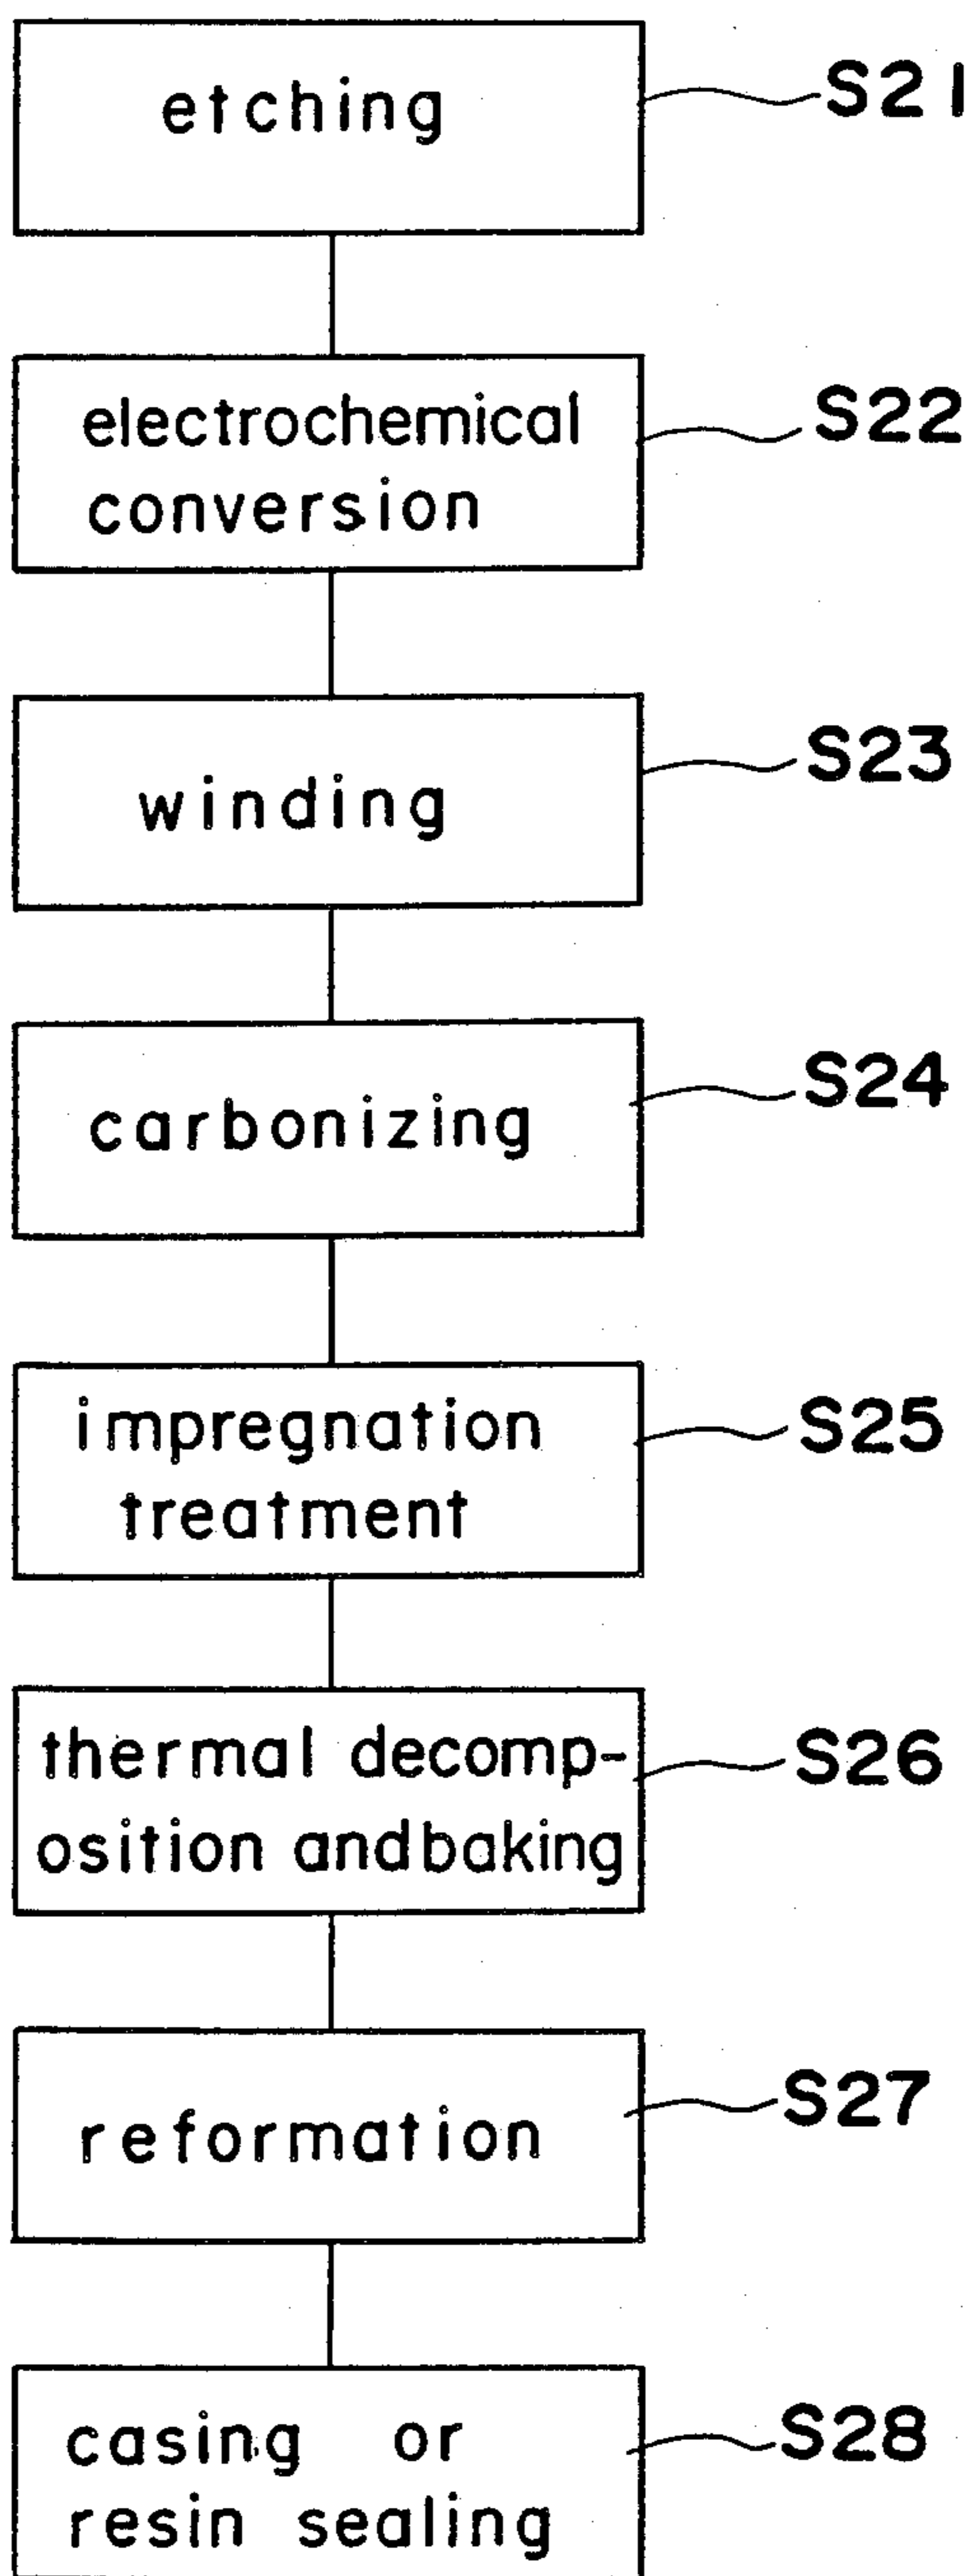 etching
S21
electrochemical
conversion
S22
winding
S23
carbonizing
S24
impregnation
treatment
S25
thermal decomp-
osition andbaking
S26
reformation
S27
casing or
resin sealing
S28